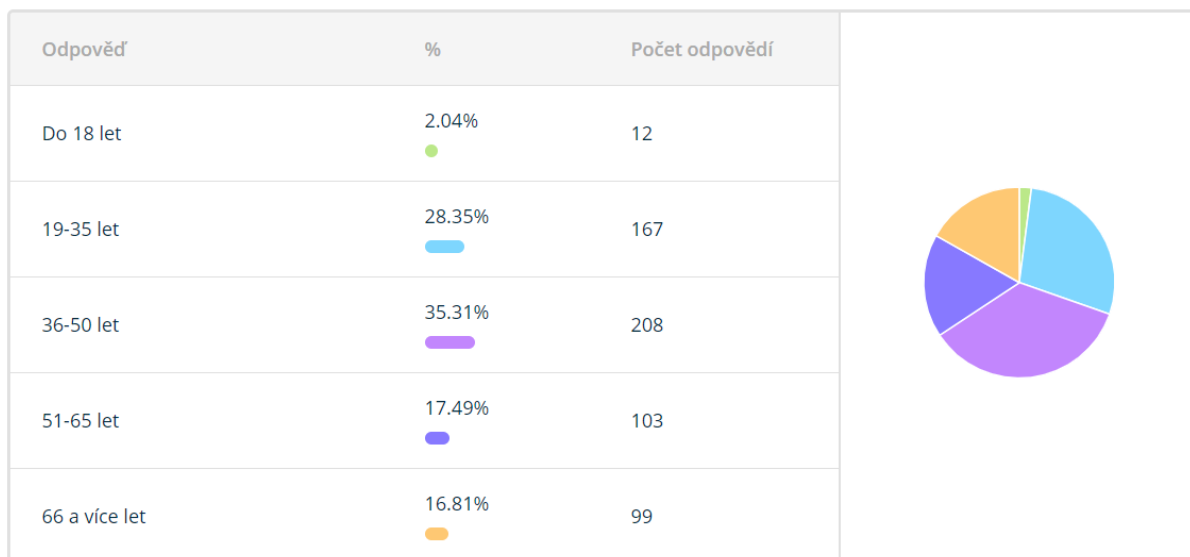 Odpověď % Počet odpovědí
Do 18 let 2.04% 12
19-35 let 28.35% 167
36-50 let 35.31% 208
51-65 let 17.49% 103
66 a více let 16.81% 99